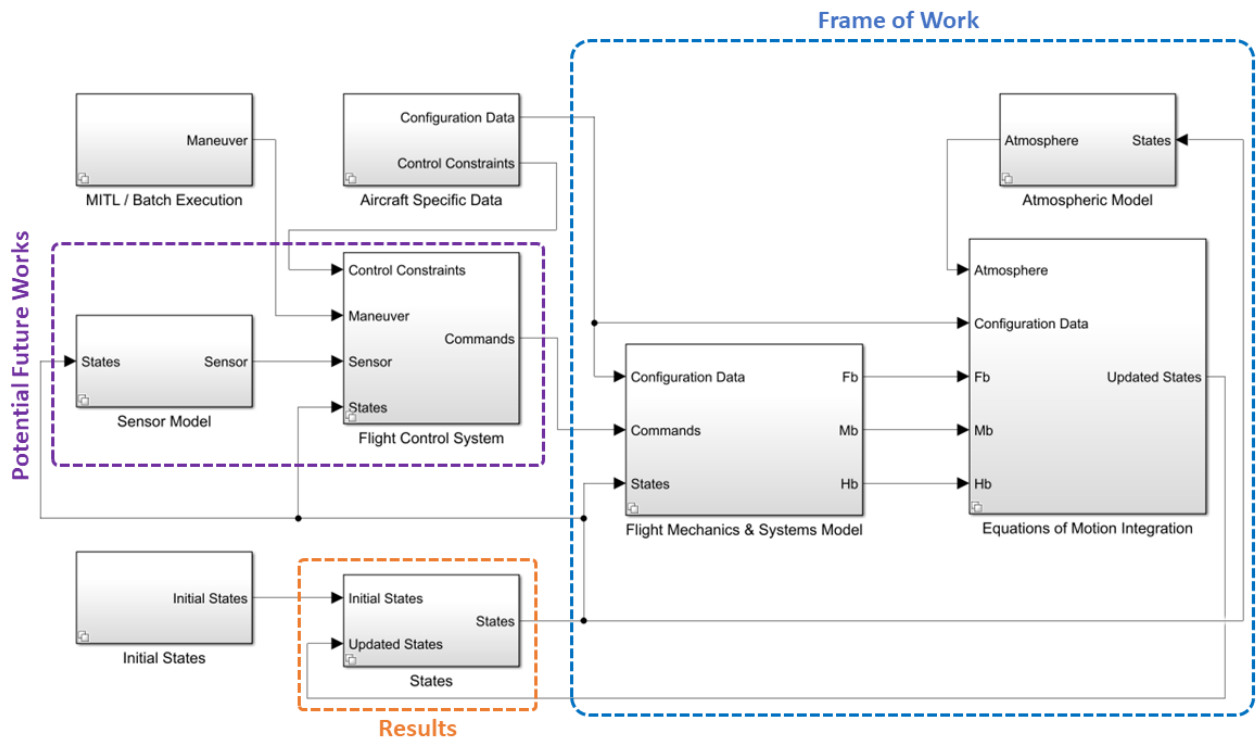 Frame of Work
Maneuver
MITL / Batch Execution
Configuration Data
Control Constraints
Aircraft Specific Data
Atmosphere
States
Atmospheric Model
Potential Future Works
States
Sensor
Sensor Model
Control Constraints
Maneuver
Sensor
States
Commands
Flight Control System
Configuration Data
Commands
States
Fb
Mb
Hb
Flight Mechanics & Systems Model
Atmosphere
Configuration Data
Fb
Mb
Hb
Updated States
Equations of Motion Integration
Initial States
Initial States
Initial States
Updated States
States
States
Results